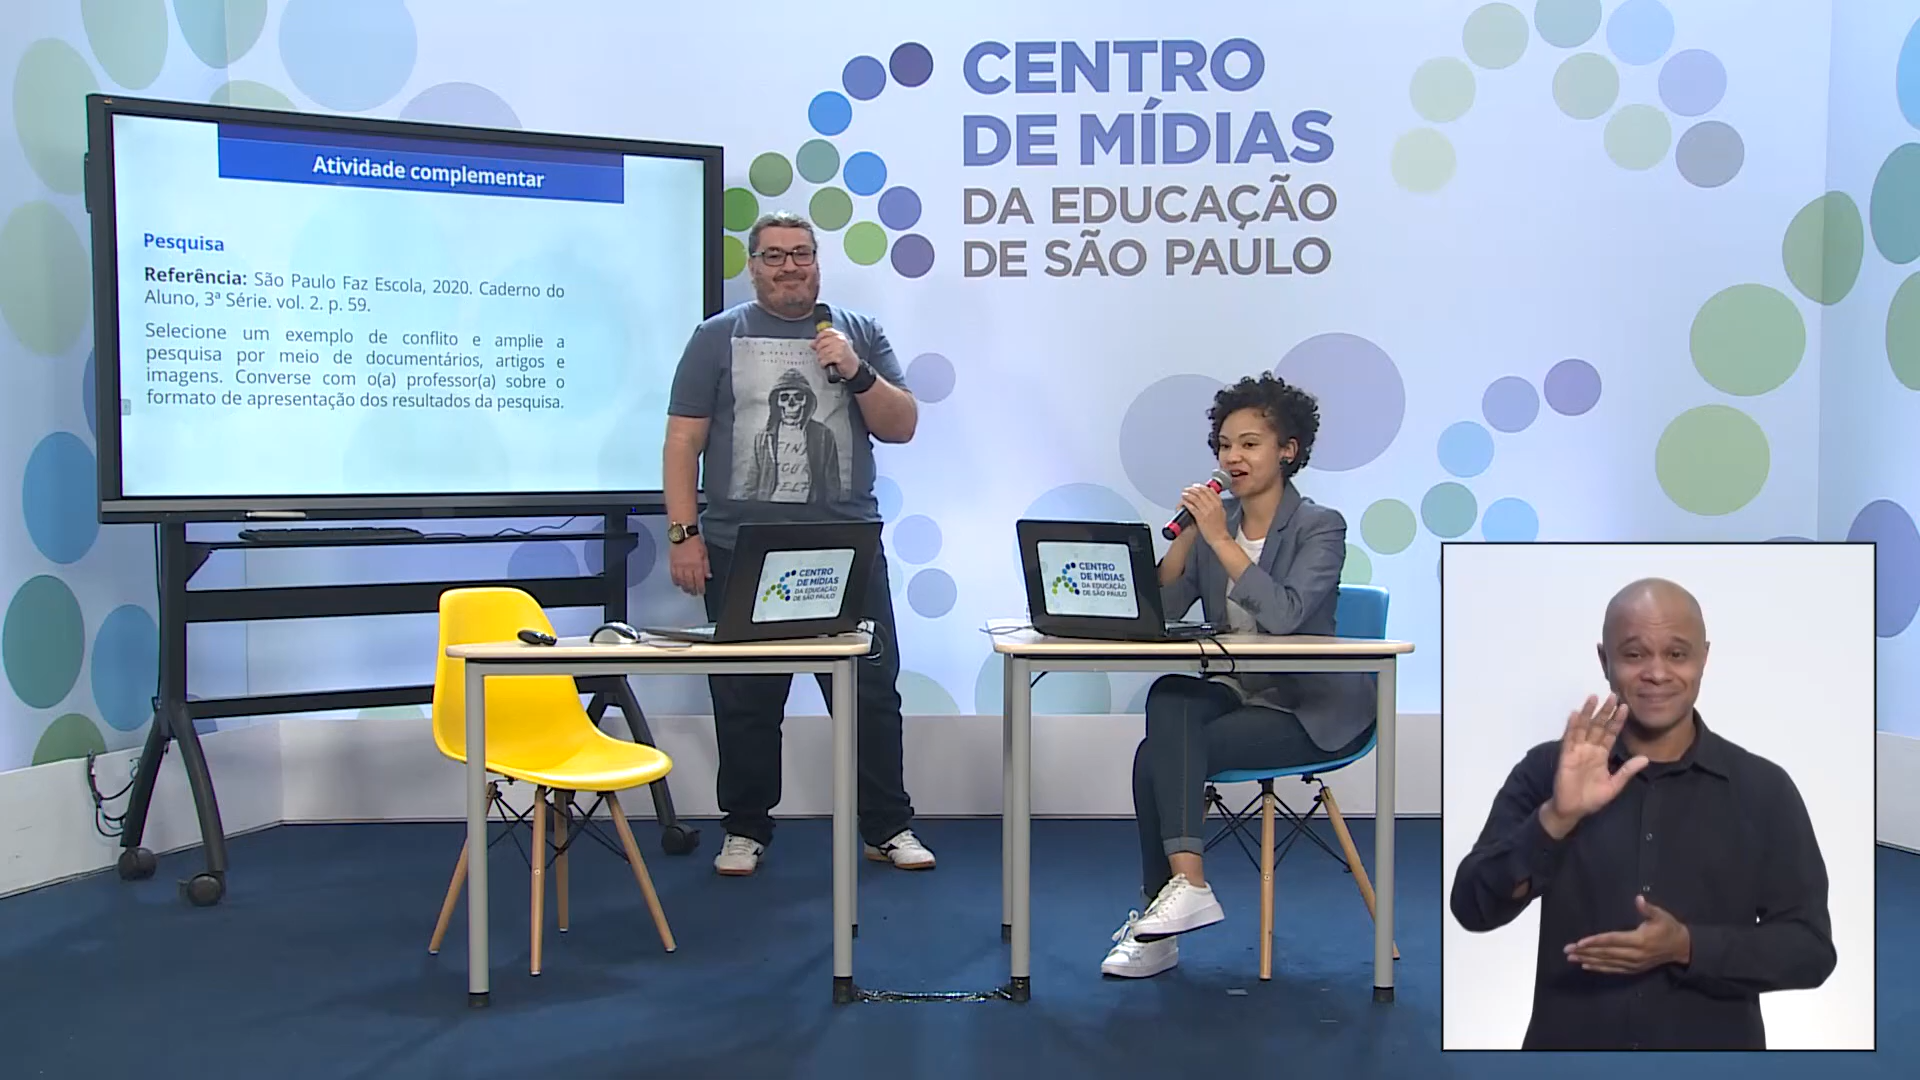 CENTRO
DE MÍDIAS
DA EDUCAÇÃO
DE SÃO PAULO
Atividade complementar
Pesquisa
Referência: São Paulo Faz Escola, 2020. Caderno do
Aluno, 3ª Série. vol. 2. p. 59.
Selecione um exemplo de conflito e amplie a
pesquisa por meio de documentários, artigos e
imagens. Converse com o(a) professor(a) sobre o
formato de apresentação dos resultados da pesquisa.
FIND
YOUR
SELF
CENTRO
DE MÍDIAS
DA EDUCAÇÃO
DE SÃO PAULO
CENTRO
DE MÍDIAS
DA EDUCAÇÃO
DE SÃO PAULO